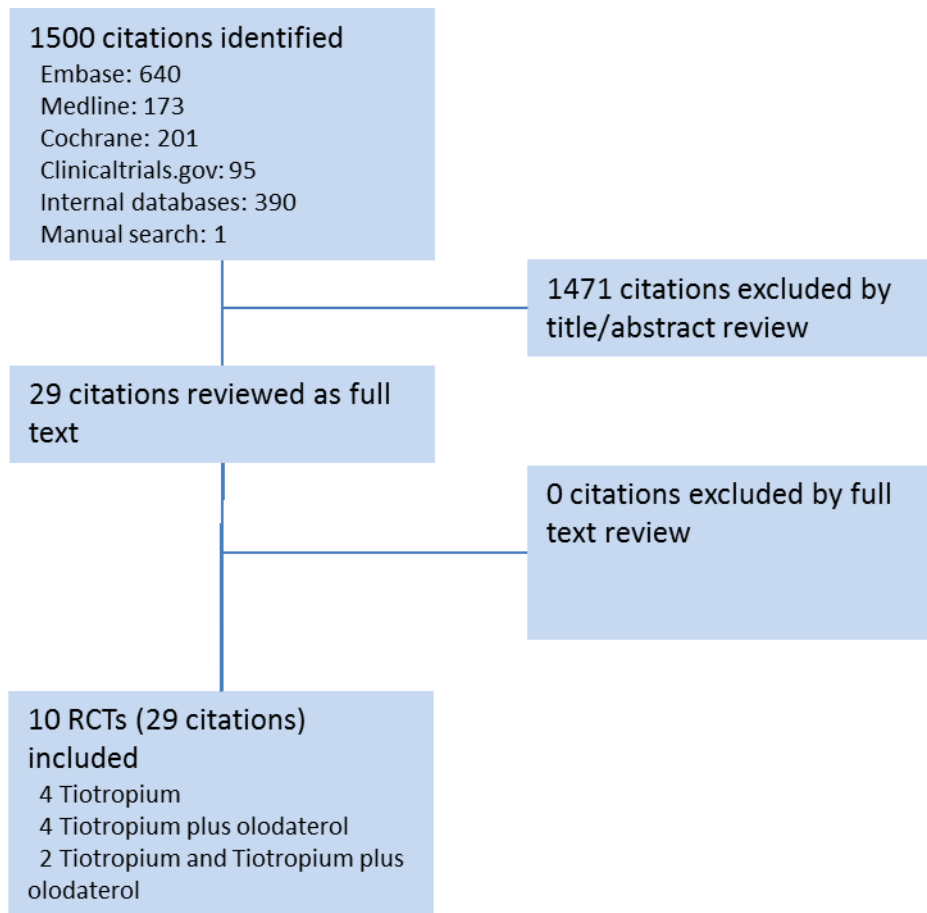 1500 citations identified
Embase: 640
Medline: 173
Cochrane: 201
Clinicaltrials.gov: 95
Internal databases: 390
Manual search: 1
1471 citations excluded by
title/abstract review
29 citations reviewed as full
text
0 citations excluded by full
text review
10 RCTs (29 citations)
included
4 Tiotropium
4 Tiotropium plus olodaterol
2 Tiotropium and Tiotropium plus
olodaterol